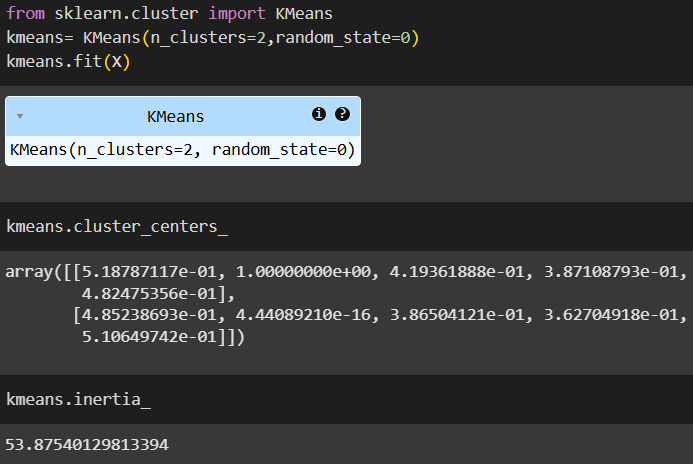 from sklearn.cluster import KMeans
kmeans= KMeans(n_clusters=2,random_state=0)
kmeans.fit(X)
KMeans i ?
KMeans(n_clusters=2, random_state=0)
kmeans.cluster_centers_
array([[5.18787117e-01, 1.00000000e+00, 4.19361888e-01, 3.87108793e-01,
4.82475356e-01],
[4.85238693e-01, 4.44089210e-16, 3.86504121e-01, 3.62704918e-01,
5.10649742e-01]])
kmeans.inertia_
53.87540129813394